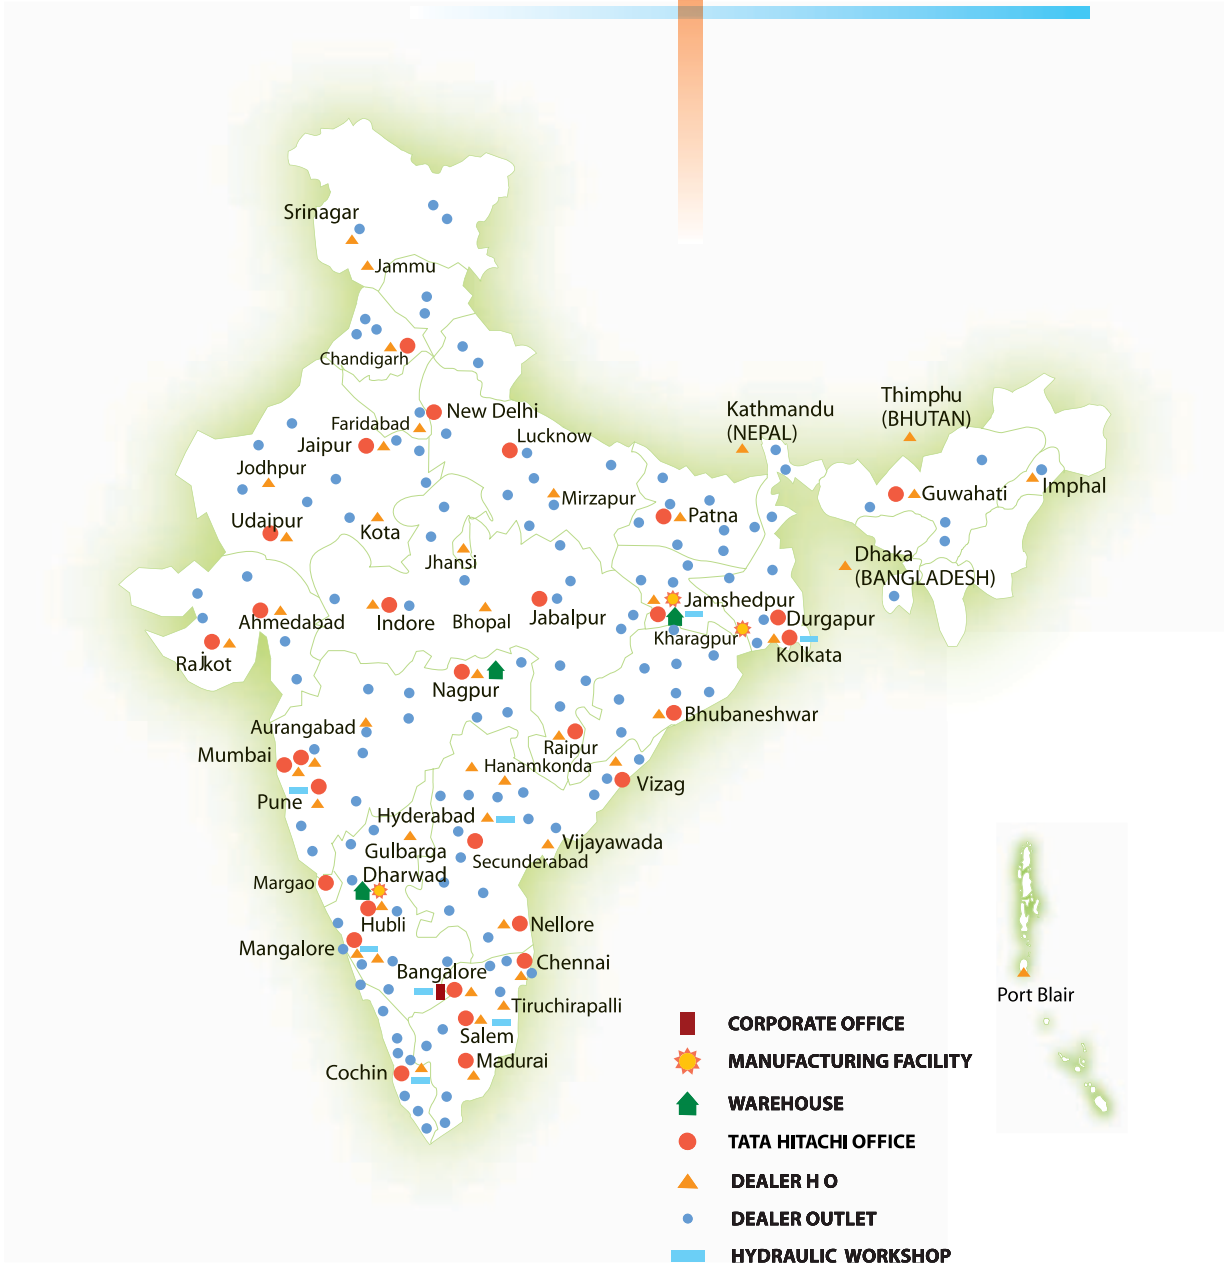 Srinagar
Jammu
Chandigarh
New Delhi
Faridabad
Jaipur
Lucknow
Kathmandu
(NEPAL)
Thimphu
(BHUTAN)
Jodhpur
Mirzapur
Guwahati
Imphal
Udaipur
Kota
Patna
Jhansi
Dhaka
(BANGLADESH)
Ahmedabad
Indore
Bhopal
Jabalpur
Jamshedpur
Durgapur
Kharagpur
Kolkata
Rajkot
Nagpur
Aurangabad
Bhubaneshwar
Mumbai
Raipur
Hanamkonda
Vizag
Pune
Hyderabad
Gulbarga
Vijayawada
Secunderabad
Dharwad
Margao
Hubli
Nellore
Mangalore
Chennai
Bangalore
Tiruchirapalli
Port Blair
Salem
Madurai
Cochin
CORPORATE OFFICE
MANUFACTURING FACILITY
WAREHOUSE
TATA HITACHI OFFICE
DEALER H O
DEALER OUTLET
HYDRAULIC WORKSHOP